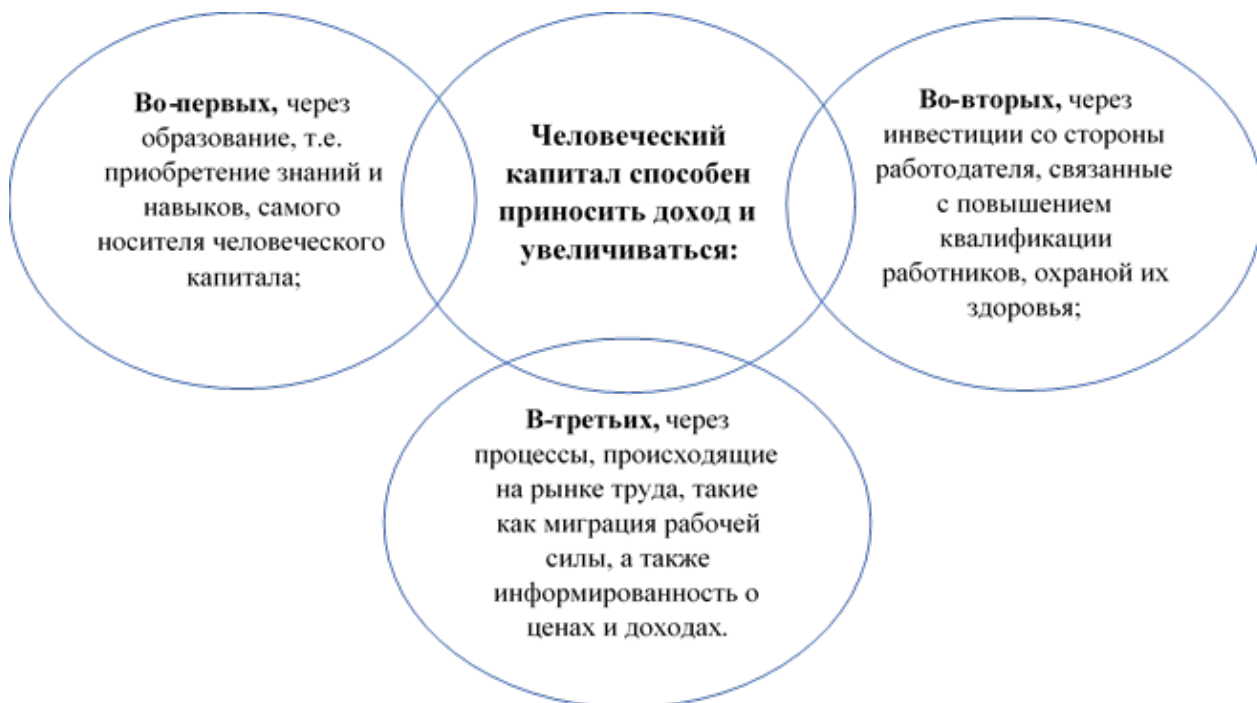 Во-первых, через
образование, т.е.
приобретение знаний и
навыков, самого
носителя человеческого
капитала;
Человеческий
капитал способен
приносить доход и
увеличиваться:
Во-вторых, через
инвестиции со стороны
работодателя, связанные
с повышением
квалификации
работников, охраной их
здоровья;
В-третьих, через
процессы, происходящие
на рынке труда, такие
как миграция рабочей
силы, а также
информированность о
ценах и доходах.